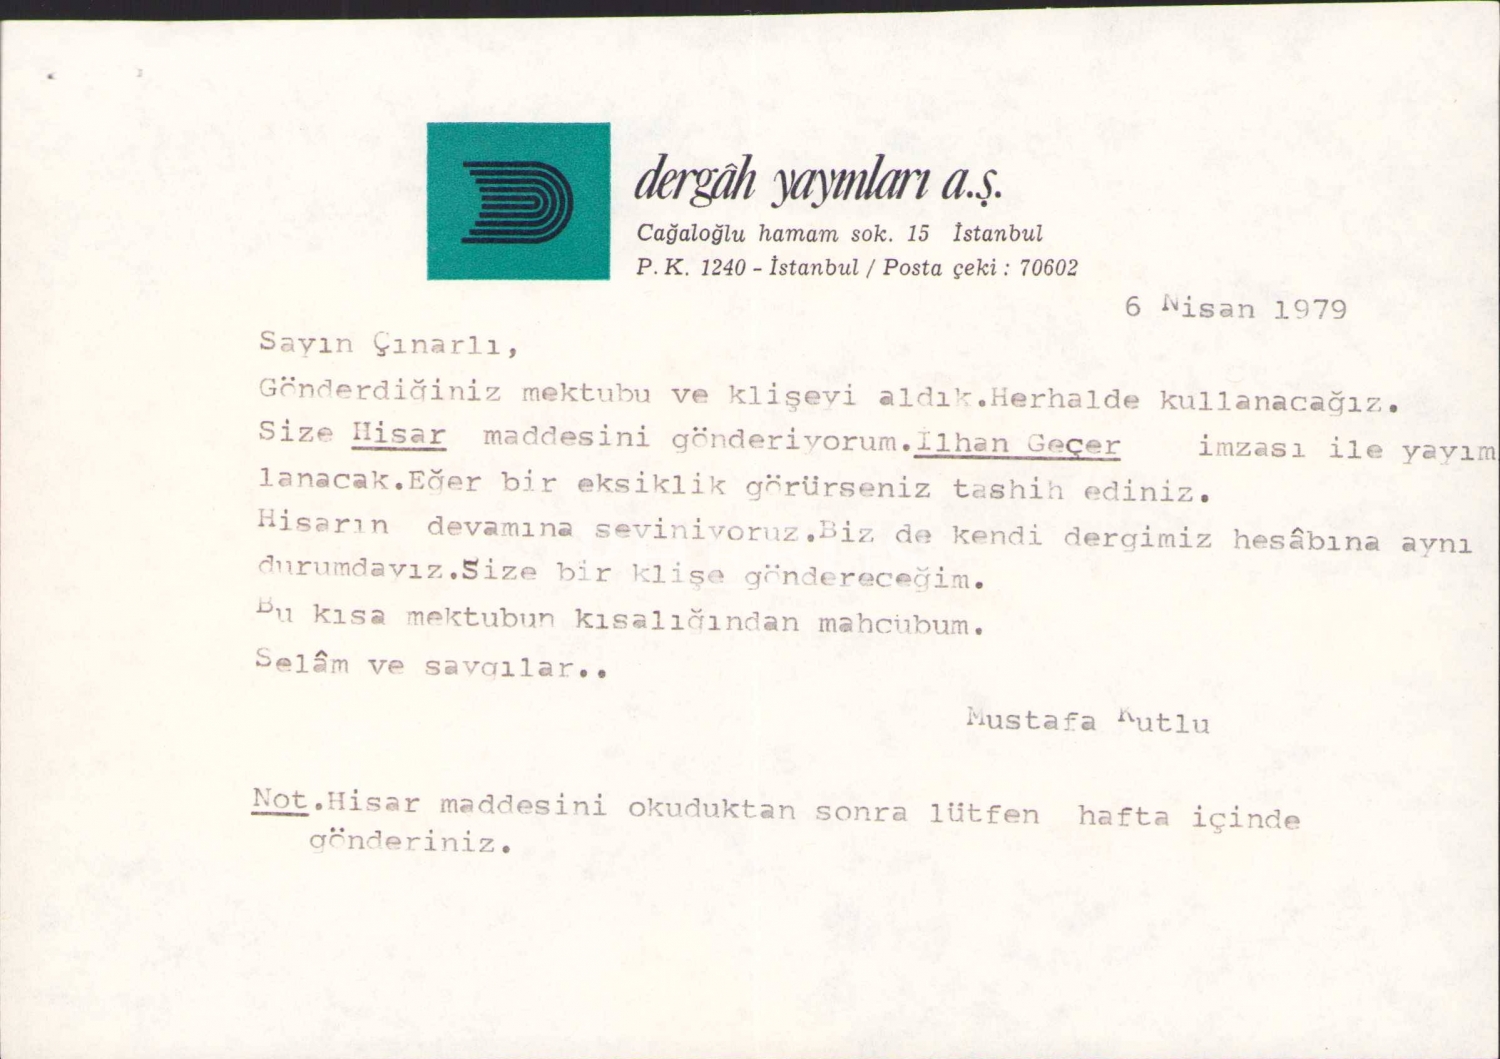 dergâh yayınları a.ş.
Cağaloğlu hamam sok. 15 İstanbul
P. K. 1240 - İstanbul / Posta çeki : 70602
6 Nisan 1979
Sayın Çınarlı,
Gönderdiğiniz mektubu ve klişeyi aldık.Herhalde kullanacağız.
Size Hisar maddesini gönderiyorum.İlhan Geçer imzası ile yayım
lanacak.Eğer bir eksiklik görürseniz tashih ediniz.
Hisarın devamına seviniyoruz.Biz de kendi dergimiz hesâbına aynı
durumdayız.Size bir klişe göndereceğim.
Bu kısa mektubun kısalığından mahcubum.
Selâm ve saygılar..
Mustafa Kutlu
Not.Hisar maddesini okuduktan sonra lütfen hafta içinde
gönderiniz.